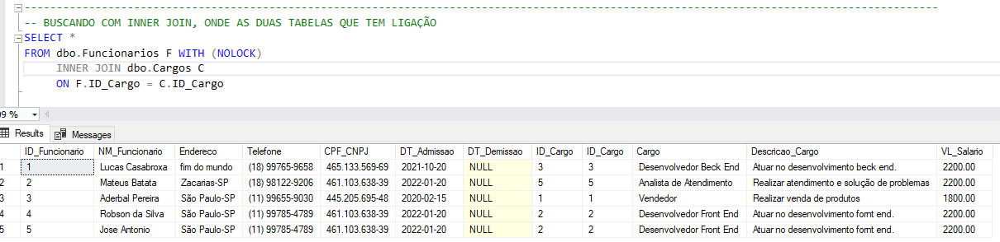 -- BUSCANDO COM INNER JOIN, ONDE AS DUAS TABELAS QUE TEM LIGAÇÃO
SELECT *
FROM dbo.Funcionarios F WITH (NOLOCK)
INNER JOIN dbo.Cargos C
ON F.ID_Cargo = C.ID_Cargo
99 %
Results Messages
ID_Funcionario NM_Funcionario Endereco Telefone CPF_CNPJ DT_Admissao DT_Demissao ID_Cargo ID_Cargo Cargo Descricao_Cargo VL_Salario
1 1 Lucas Casabroxa fim do mundo (18) 99765-9658 465.133.569-69 2021-10-20 NULL 3 3 Desenvolvedor Beck End Atuar no desenvolvimento beck end. 2200.00
2 2 Mateus Batata Zacarias-SP (18) 98122-9206 461.103.638-39 2022-01-20 NULL 5 5 Analista de Atendimento Realizar atendimento e solução de problemas 2200.00
3 3 Aderbal Pereira São Paulo-SP (11) 99655-9030 445.205.695-48 2020-02-15 NULL 1 1 Vendedor Realizar venda de produtos 1800.00
4 4 Robson da Silva São Paulo-SP (11) 99785-4789 461.103.638-39 2022-01-20 NULL 2 2 Desenvolvedor Front End Atuar no desenvolvimento fornt end. 2200.00
5 5 Jose Antonio São Paulo-SP (11) 99785-4789 461.103.638-39 2022-01-20 NULL 2 2 Desenvolvedor Front End Atuar no desenvolvimento fornt end. 2200.00